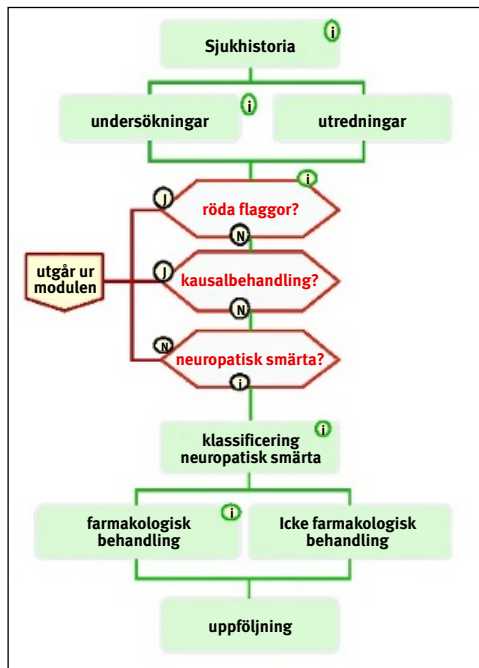 Sjukhistoria
i
undersökningar
i
utredningar
i
J
röda flaggor?
N
utgår ur
modulen
J
kausalbehandling?
N
N
neuropatisk smärta?
i
klassificering
neuropatisk smärta
i
farmakologisk
behandling
i
Icke farmakologisk
behandling
uppföljning